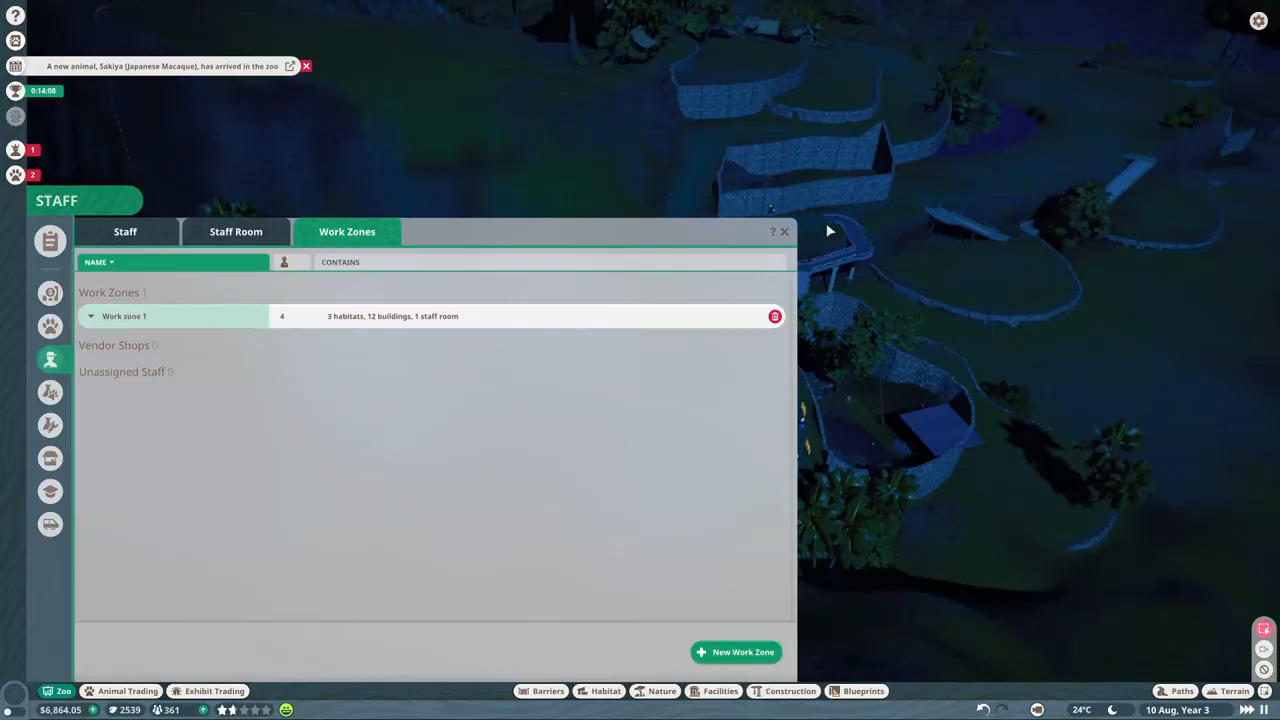 ?
A new animal, Sakiya (Japanese Macaque), has arrived in the zoo
0:14:08
1
2
STAFF
Staff
Staff Room
Work Zones
?
NAME
CONTAINS
Work Zones 1
Work zone 1
4
3 habitats, 12 buildings, 1 staff room
Vendor Shops 0
Unassigned Staff 0
New Work Zone
Zoo
Animal Trading
Exhibit Trading
Barriers
Habitat
Nature
Facilities
Construction
Blueprints
Paths
Terrain
$6,864.05
2539
361
24°C
10 Aug, Year 3